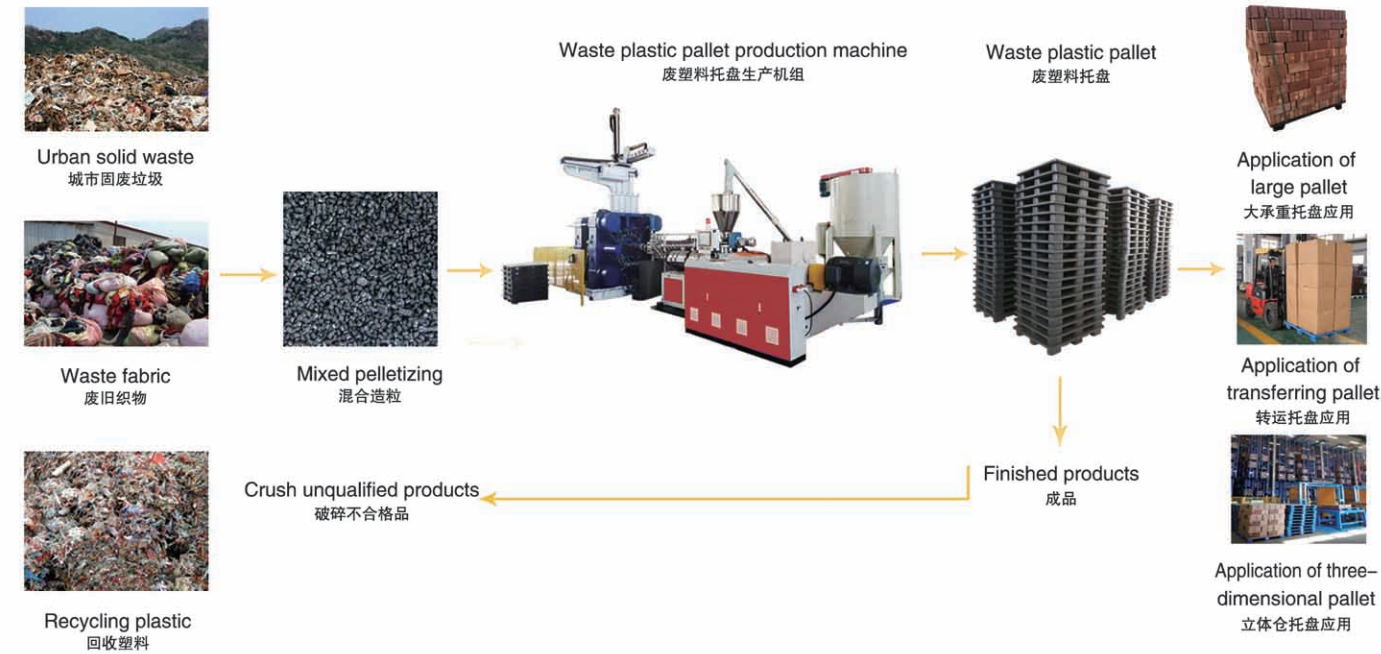 Urban solid waste
城市固废垃圾
Waste fabric
废旧织物
Recycling plastic
回收塑料
Mixed pelletizing
混合造粒
Crush unqualified products
破碎不合格品
Waste plastic pallet production machine
废塑料托盘生产机组
Waste plastic pallet
废塑料托盘
Finished products
成品
Application of
large pallet
大承重托盘应用
Application of
transferring pallet
转运托盘应用
Application of three-
dimensional pallet
立体仓托盘应用